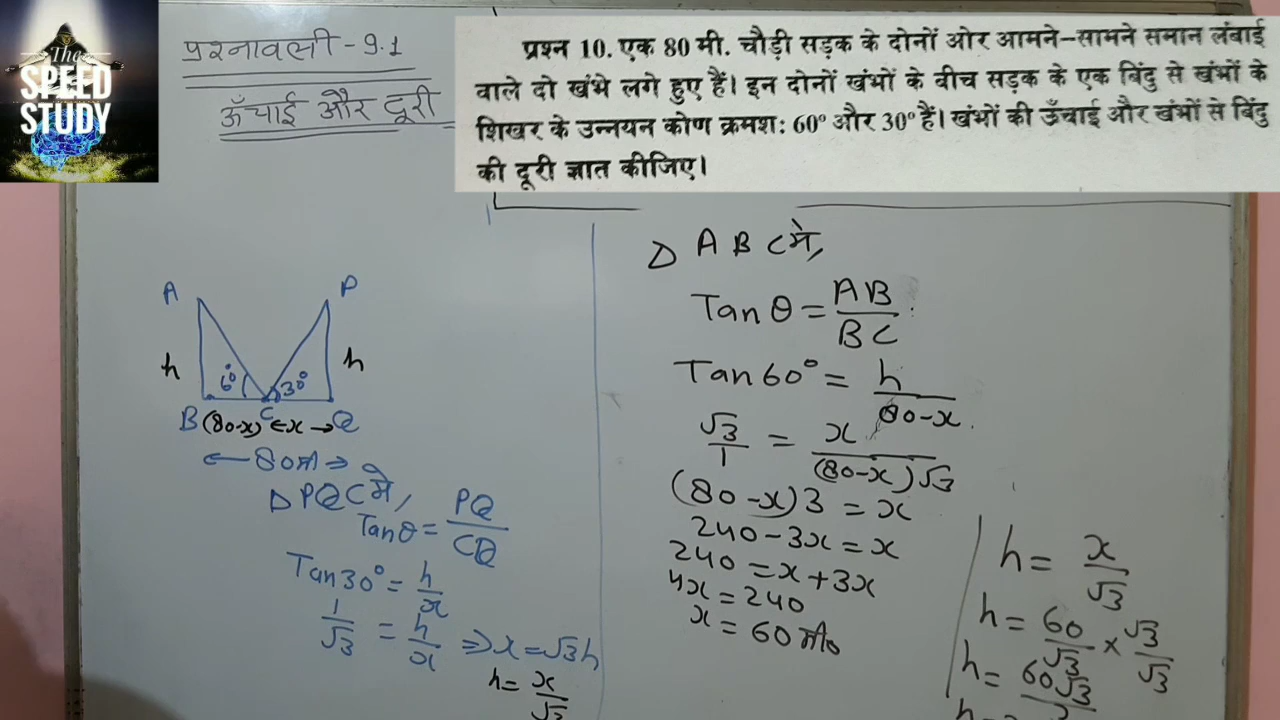 The
SPEED
STUDY
प्रश्नावली-9.1
ऊँचाई और दूरी
प्रश्न 10. एक 80 मी. चौड़ी सड़क के दोनों ओर आमने-सामने समान लंबाई
वाले दो खंभे लगे हुए हैं। इन दोनों खंभों के बीच सड़क के एक बिंदु से खंभों के
शिखर के उन्नयन कोण क्रमशः 60° और 30° हैं। खंभों की ऊँचाई और खंभों से बिंदु
की दूरी ज्ञात कीजिए।
A P
h 60° 30° h
B (80-x) C ←x→ Q
← 80मी →
Δ PQC में,
Tanθ = PQ/CQ
Tan30° = h/x
1/√3 = h/x ⇒ x = √3h
h = x/√3
Δ ABC में,
Tanθ = AB/BC
Tan60° = h/80-x
√3/1 = x/(80-x)√3
(80-x)3 = x
240-3x = x
240 = x+3x
4x = 240
x = 60मी०
h = x/√3
h = 60/√3 × √3/√3
h = 60√3